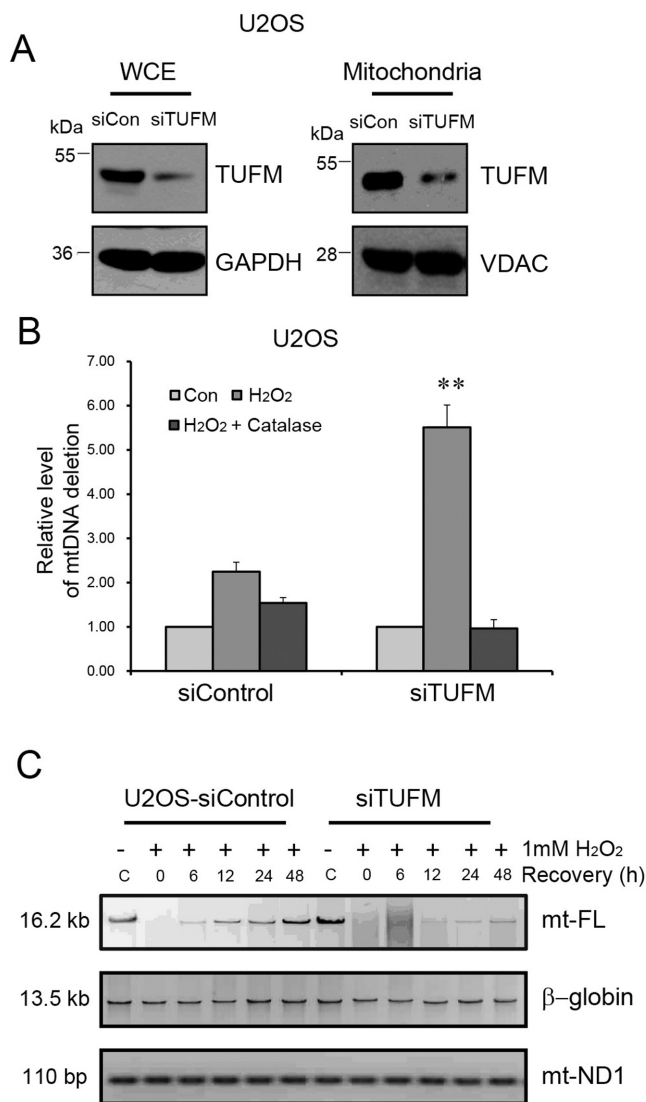 U2OS
A
WCE
Mitochondria
kDa siCon siTUFM
kDa siCon siTUFM
55
TUFM
55
TUFM
36
GAPDH
28
VDAC
B
U2OS
7.00
6.00
5.00
4.00
3.00
2.00
1.00
0.00
Relative level
of mtDNA deletion
Con H₂O₂
H₂O₂ + Catalase
**
siControl
siTUFM
C
U2OS-siControl siTUFM
- + + + + + - + + + + + 1mM H₂O₂
C 0 6 12 24 48 C 0 6 12 24 48 Recovery (h)
16.2 kb mt-FL
13.5 kb β–globin
110 bp mt-ND1